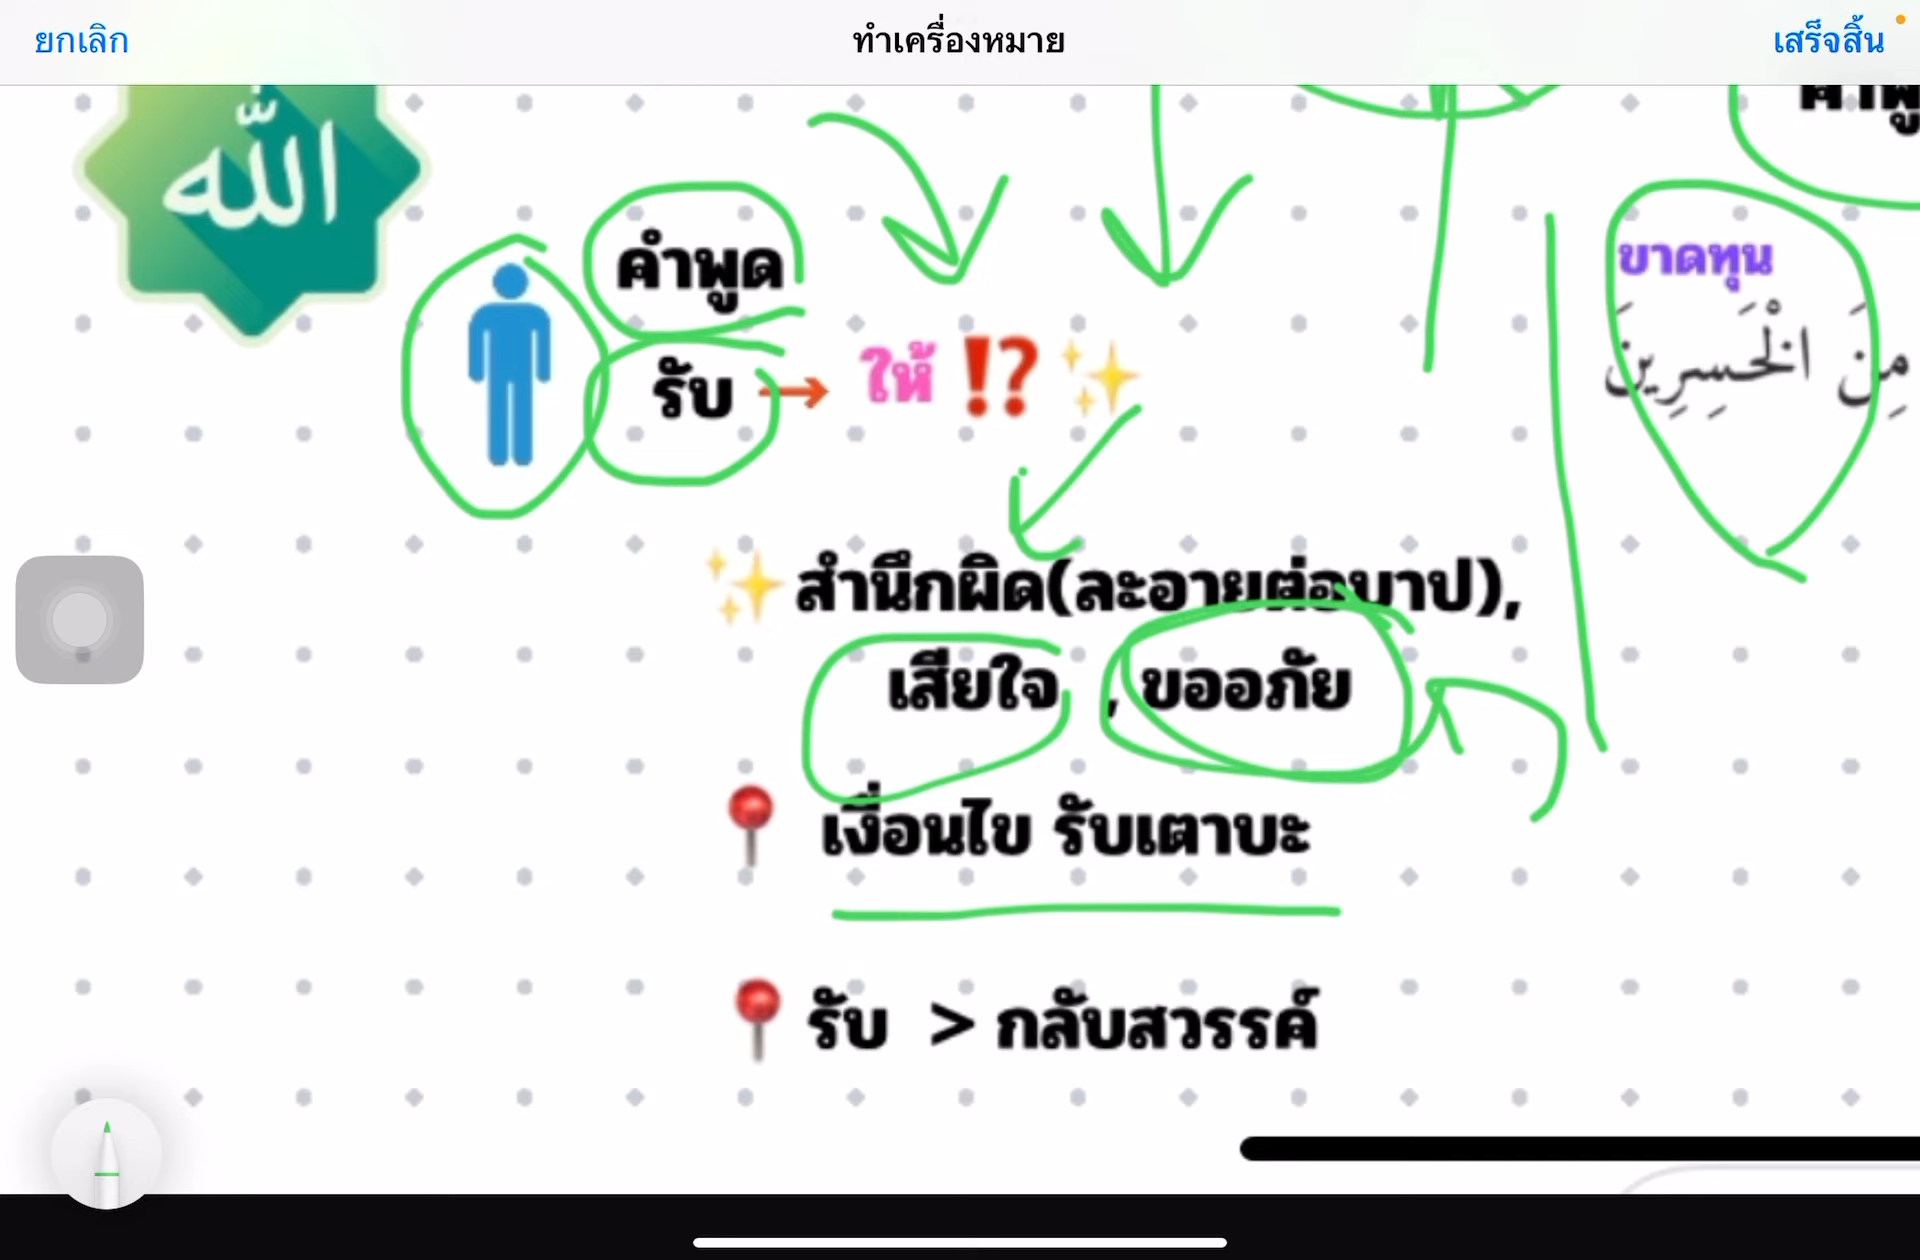 ยกเลิก
ทำเครื่องหมาย
เสร็จสิ้น
الله
คำพูด
รับ → ให้ ⁉️✨
ขาดทุน
مِنَ الْخَسِرِينَ
✨สำนึกผิด(ละอายต่อบาป),
เสียใจ , ขออภัย
📍 เงื่อนไข รับเตาบะ
📍 รับ > กลับสวรรค์